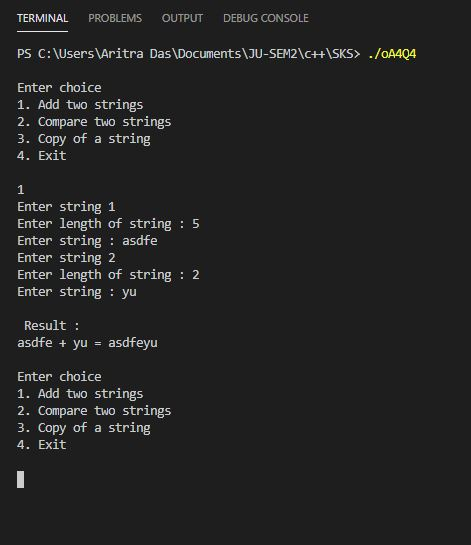 TERMINAL PROBLEMS OUTPUT DEBUG CONSOLE
PS C:\Users\Aritra Das\Documents\JU-SEM2\c++\SKS> ./oA4Q4
Enter choice
1. Add two strings
2. Compare two strings
3. Copy of a string
4. Exit
1
Enter string 1
Enter length of string : 5
Enter string : asdfe
Enter string 2
Enter length of string : 2
Enter string : yu
Result :
asdfe + yu = asdfeyu
Enter choice
1. Add two strings
2. Compare two strings
3. Copy of a string
4. Exit